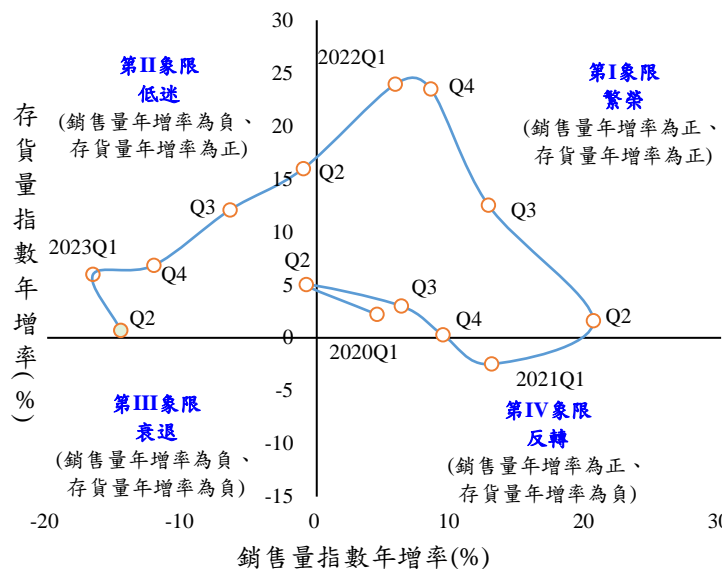 存貨量指數年增率(%)
30
25
20
15
10
5
0
-5
-10
-15
第II象限
低迷
(銷售量年增率為負、
存貨量年增率為正)
第I象限
繁榮
(銷售量年增率為正、
存貨量年增率為正)
2022Q1
Q4
Q2
Q3
Q3
2023Q1
Q4
Q2
Q2
Q3
Q4
Q2
2020Q1
2021Q1
第III象限
衰退
(銷售量年增率為負、
存貨量年增率為負)
第IV象限
反轉
(銷售量年增率為正、
存貨量年增率為負)
-20
-10
0
10
20
30
銷售量指數年增率(%)